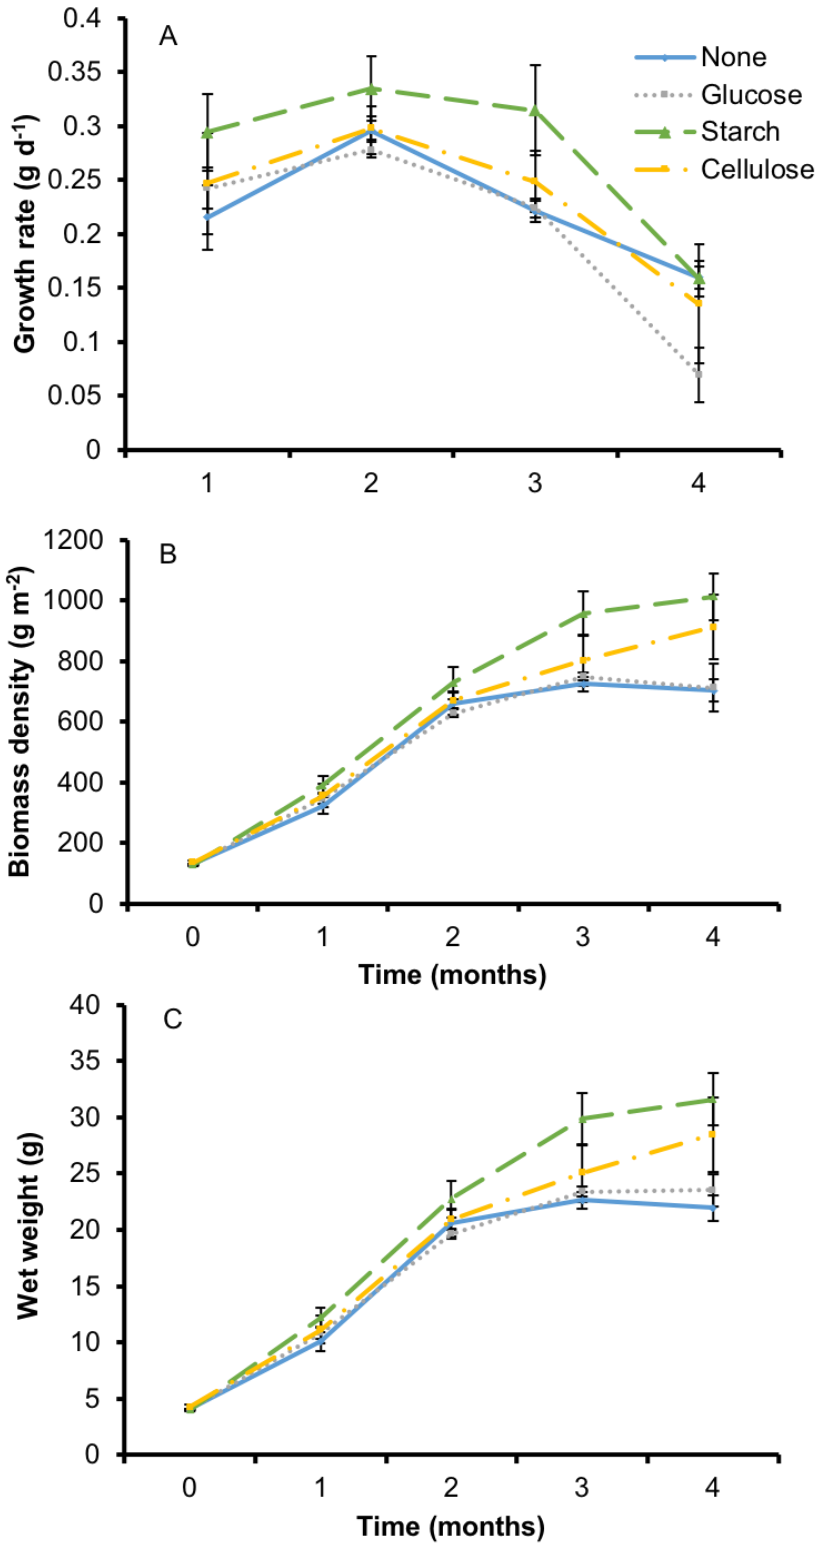 A
Growth rate (g d-1)
0.4
0.35
0.3
0.25
0.2
0.15
0.1
0.05
0
None
Glucose
Starch
Cellulose
1 2 3 4
B
Biomass density (g m-2)
1200
1000
800
600
400
200
0
0 1 2 3 4
Time (months)
C
Wet weight (g)
40
35
30
25
20
15
10
5
0
0 1 2 3 4
Time (months)